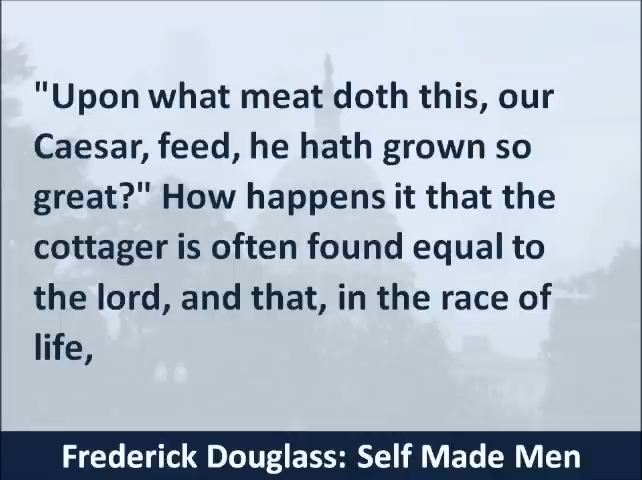 "Upon what meat doth this, our
Caesar, feed, he hath grown so
great?" How happens it that the
cottager is often found equal to
the lord, and that, in the race of
life,
Frederick Douglass: Self Made Men